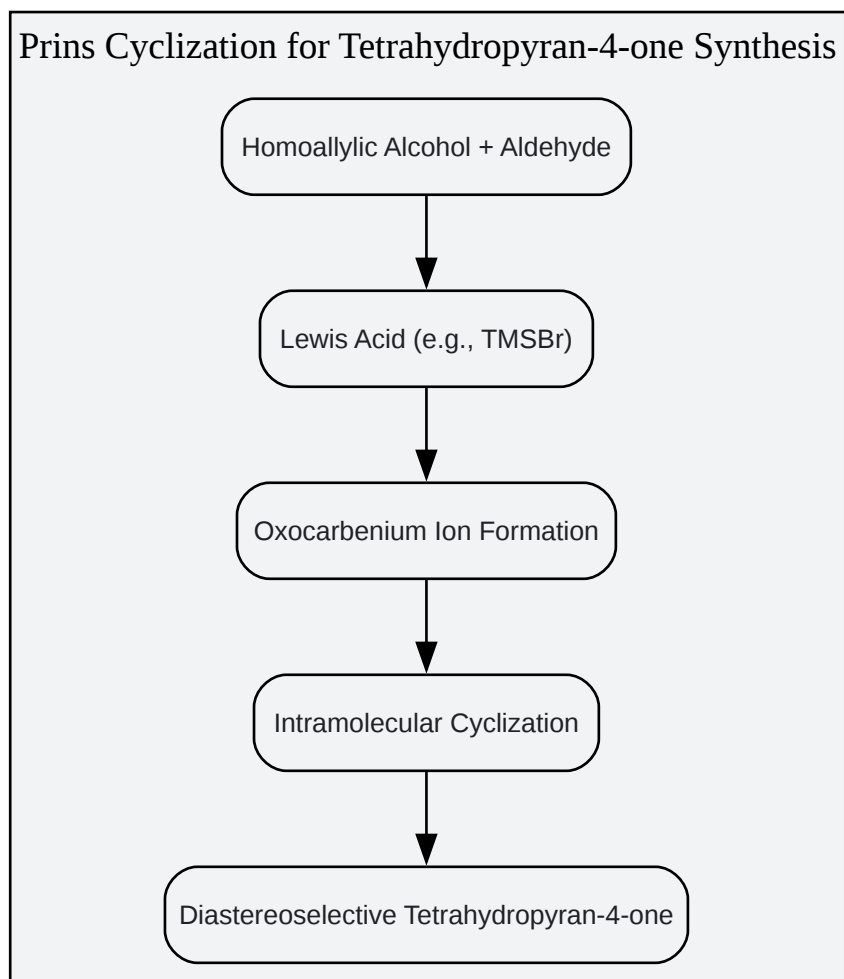 Prins Cyclization for Tetrahydropyran-4-one Synthesis
Homoallylic Alcohol + Aldehyde
Lewis Acid (e.g., TMSBr)
Oxocarbenium Ion Formation
Intramolecular Cyclization
Diastereoselective Tetrahydropyran-4-one